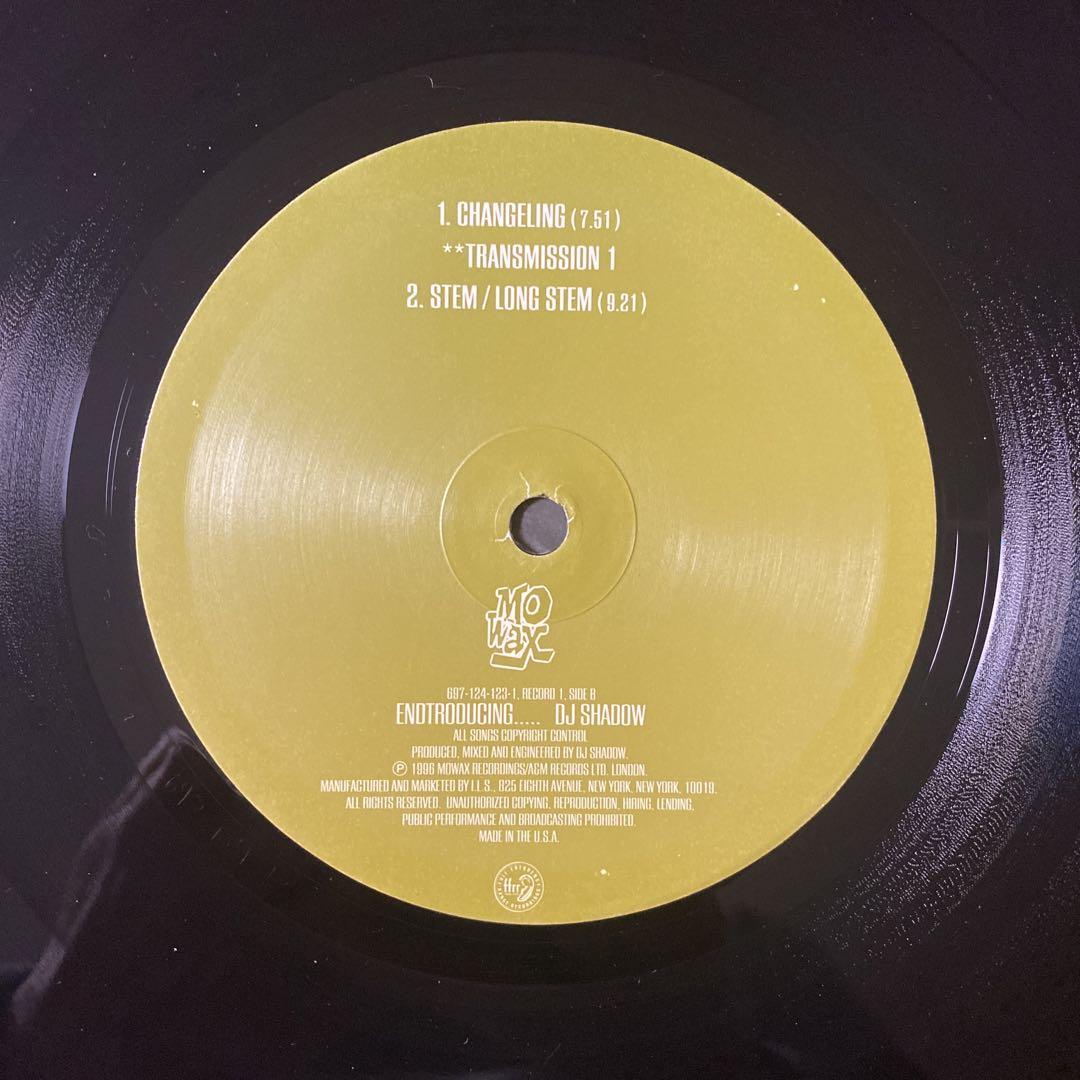 1. CHANGELING (7.51)
**TRANSMISSION 1
2. STEM / LONG STEM (9.21)
MO
WAX
697-124-123-1, RECORD 1, SIDE B
ENDTRODUCING..... DJ SHADOW
ALL SONGS COPYRIGHT CONTROL
PRODUCED, MIXED AND ENGINEERED BY DJ SHADOW.
Ⓟ 1996 MOWAX RECORDINGS/A&M RECORDS LTD. LONDON.
MANUFACTURED AND MARKETED BY I.L.S., 825 EIGHTH AVENUE, NEW YORK, NEW YORK, 10019.
ALL RIGHTS RESERVED. UNAUTHORIZED COPYING, REPRODUCTION, HIRING, LENDING,
PUBLIC PERFORMANCE AND BROADCASTING PROHIBITED.
MADE IN THE U.S.A.
ffrr